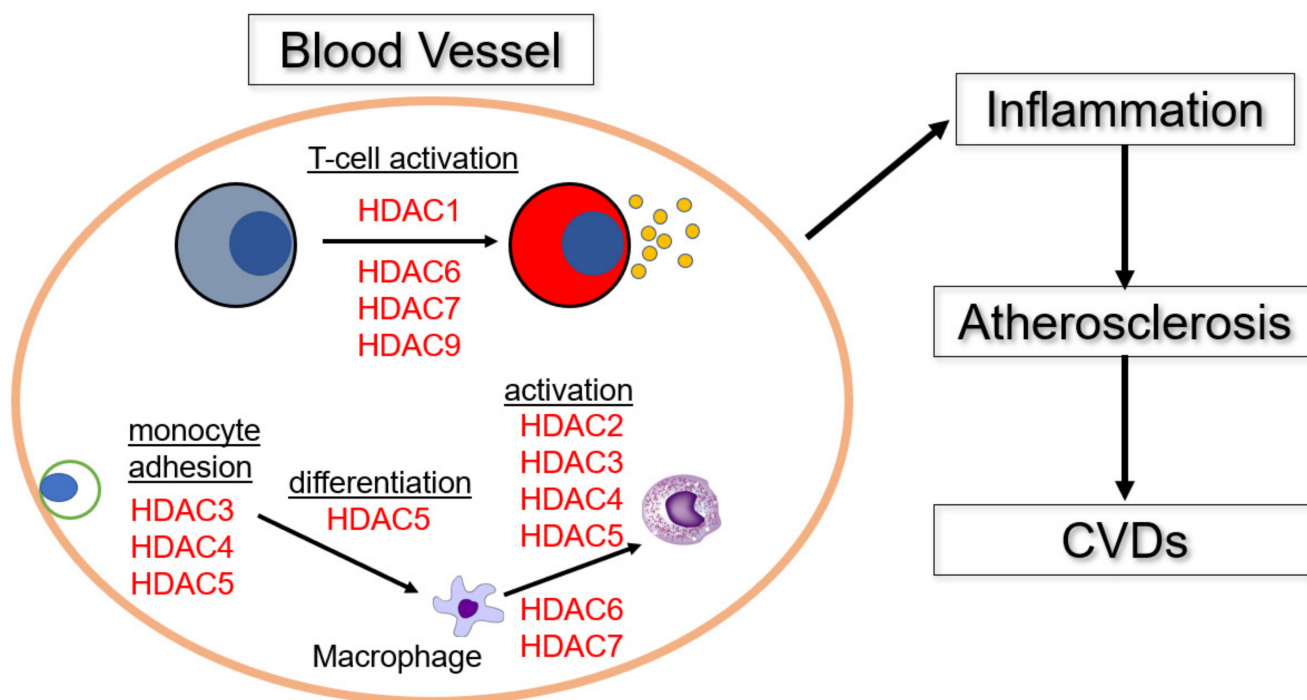 Blood Vessel
T-cell activation
HDAC1
HDAC6
HDAC7
HDAC9
monocyte
adhesion
HDAC3
HDAC4
HDAC5
differentiation
HDAC5
Macrophage
activation
HDAC2
HDAC3
HDAC4
HDAC5
HDAC6
HDAC7
Inflammation
Atherosclerosis
CVDs